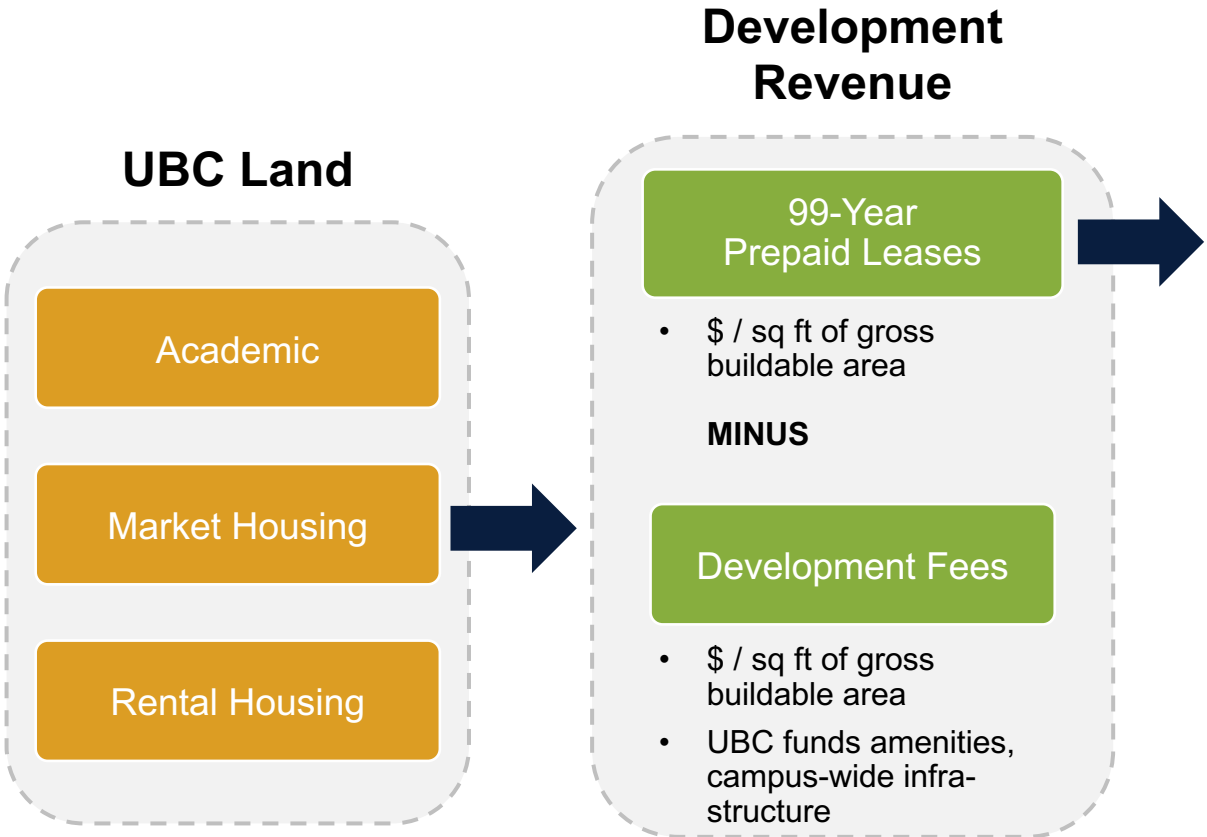 UBC Land
Academic
Market Housing
Rental Housing
Development
Revenue
99-Year
Prepaid Leases
• $ / sq ft of gross
buildable area
MINUS
Development Fees
• $ / sq ft of gross
buildable area
• UBC funds amenities,
campus-wide infra-
structure